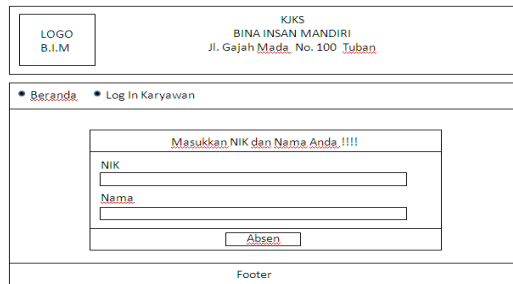 LOGO
B.I.M
KJKS
BINA INSAN MANDIRI
Jl. Gajah Mada No. 100 Tuban
Beranda
Log In Karyawan
Masukkan NIK dan Nama Anda !!!!
NIK
Nama
Absen
Footer